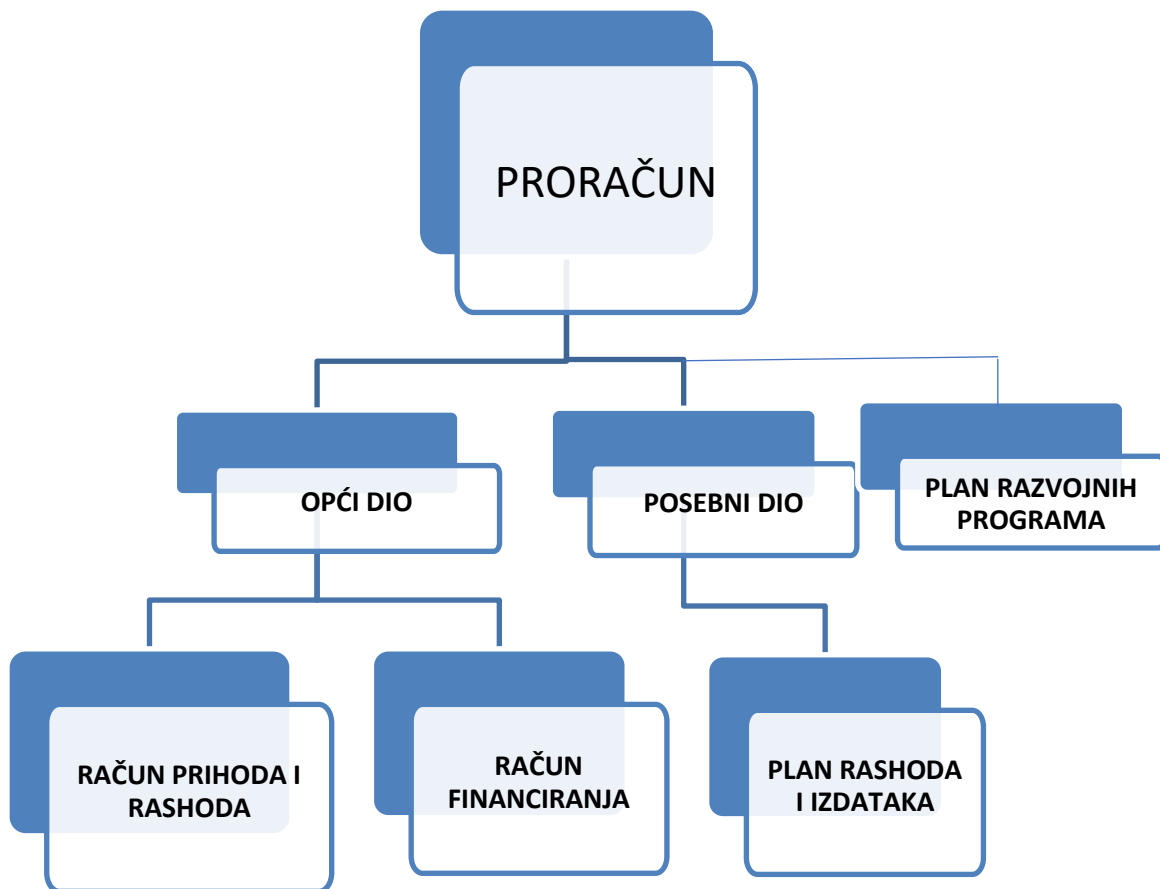 PRORAČUN
OPĆI DIO
POSEBNI DIO
PLAN RAZVOJNIH
PROGRAMA
RAČUN PRIHODA I
RASHODA
RAČUN
FINANCIRANJA
PLAN RASHODA
I IZDATAKA